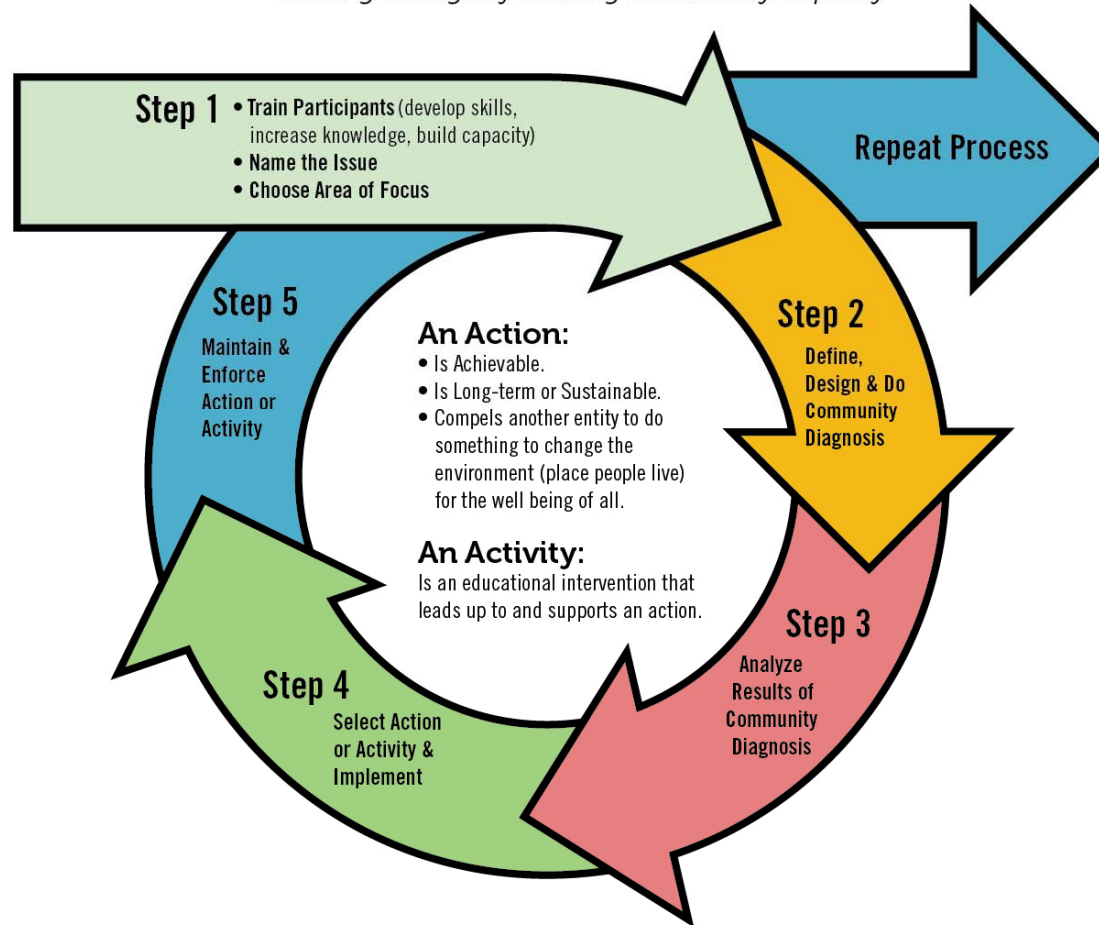 Step 1
• Train Participants (develop skills,
increase knowledge, build capacity)
• Name the Issue
• Choose Area of Focus
Repeat Process
Step 2
Define,
Design & Do
Community
Diagnosis
Step 3
Analyze
Results of
Community
Diagnosis
Step 4
Select Action
or Activity &
Implement
Step 5
Maintain &
Enforce
Action or
Activity
An Action:
• Is Achievable.
• Is Long-term or Sustainable.
• Compels another entity to do
something to change the
environment (place people live)
for the well being of all.
An Activity:
Is an educational intervention that
leads up to and supports an action.